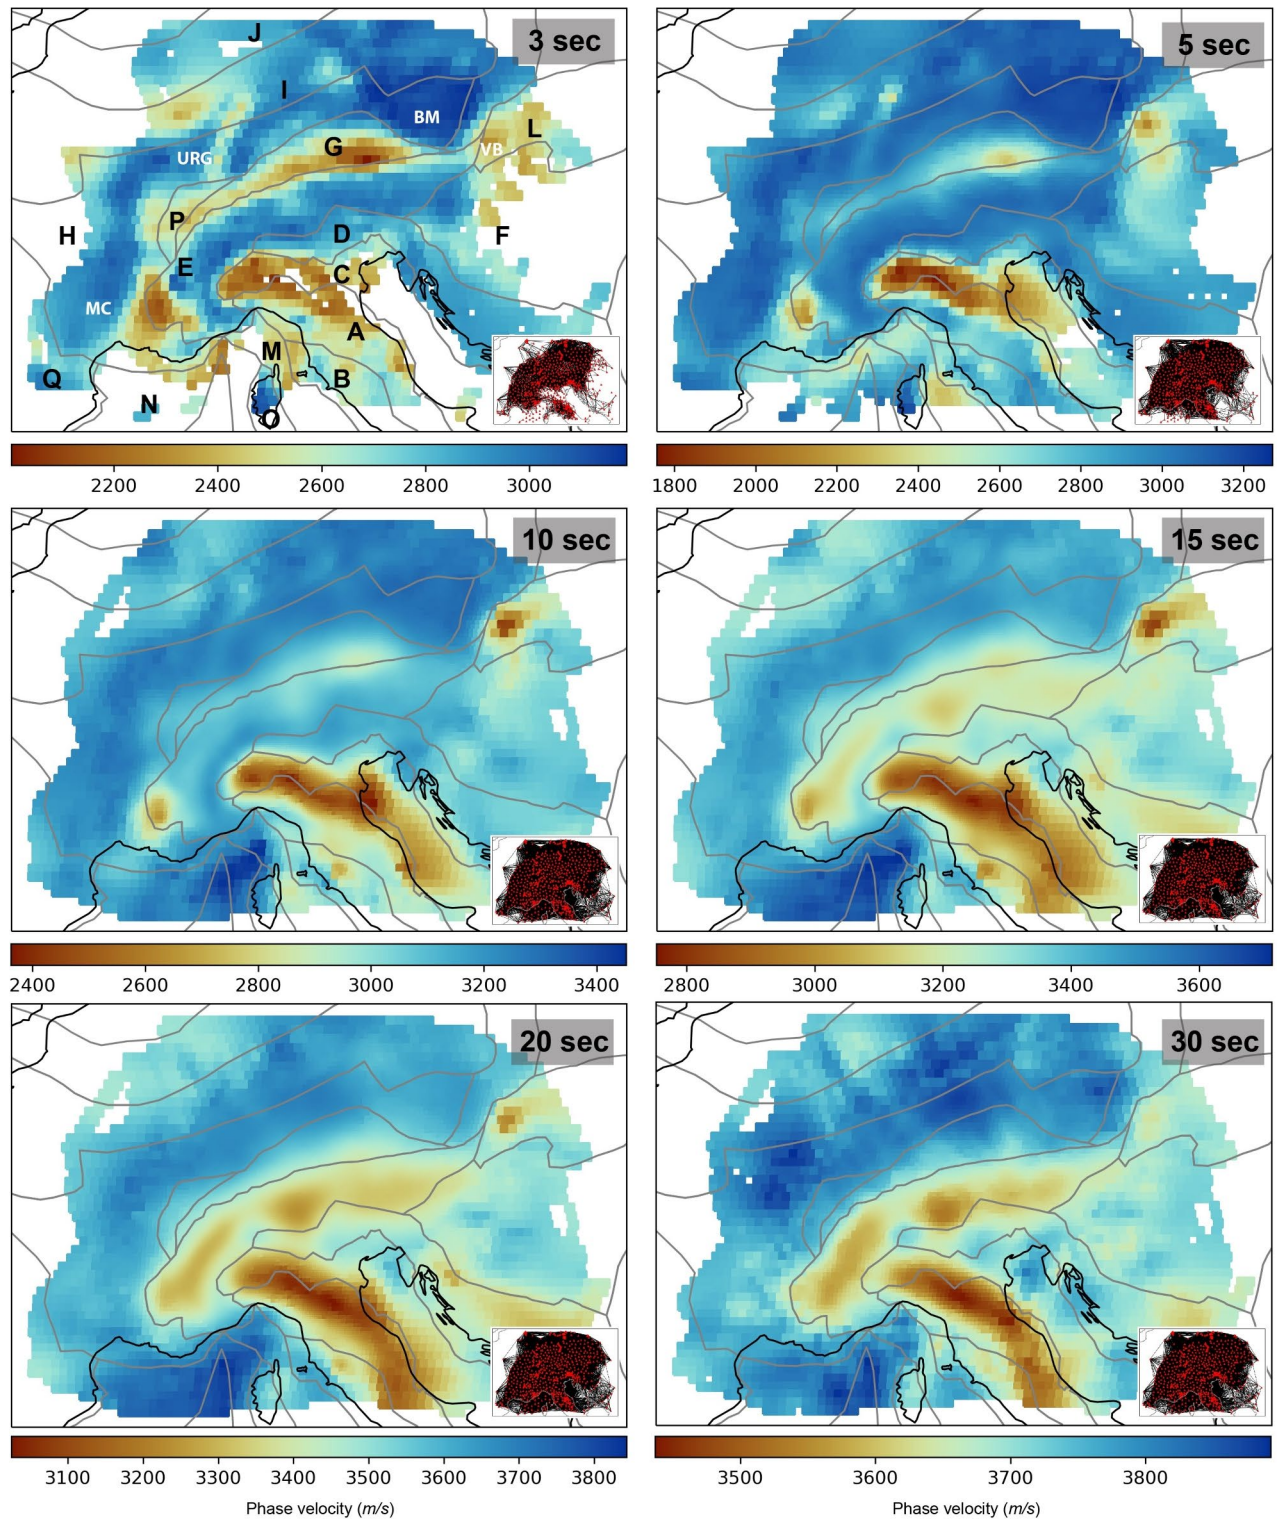 J
3 sec
5 sec
I
BM
L
G
VB
URG
P
H
D
F
E
C
MC
A
M
Q
B
N
O
2200 2400 2600 2800 3000
1800 2000 2200 2400 2600 2800 3000 3200
10 sec
15 sec
2400 2600 2800 3000 3200 3400
2800 3000 3200 3400 3600
20 sec
30 sec
3100 3200 3300 3400 3500 3600 3700 3800
3500 3600 3700 3800
Phase velocity (m/s)
Phase velocity (m/s)